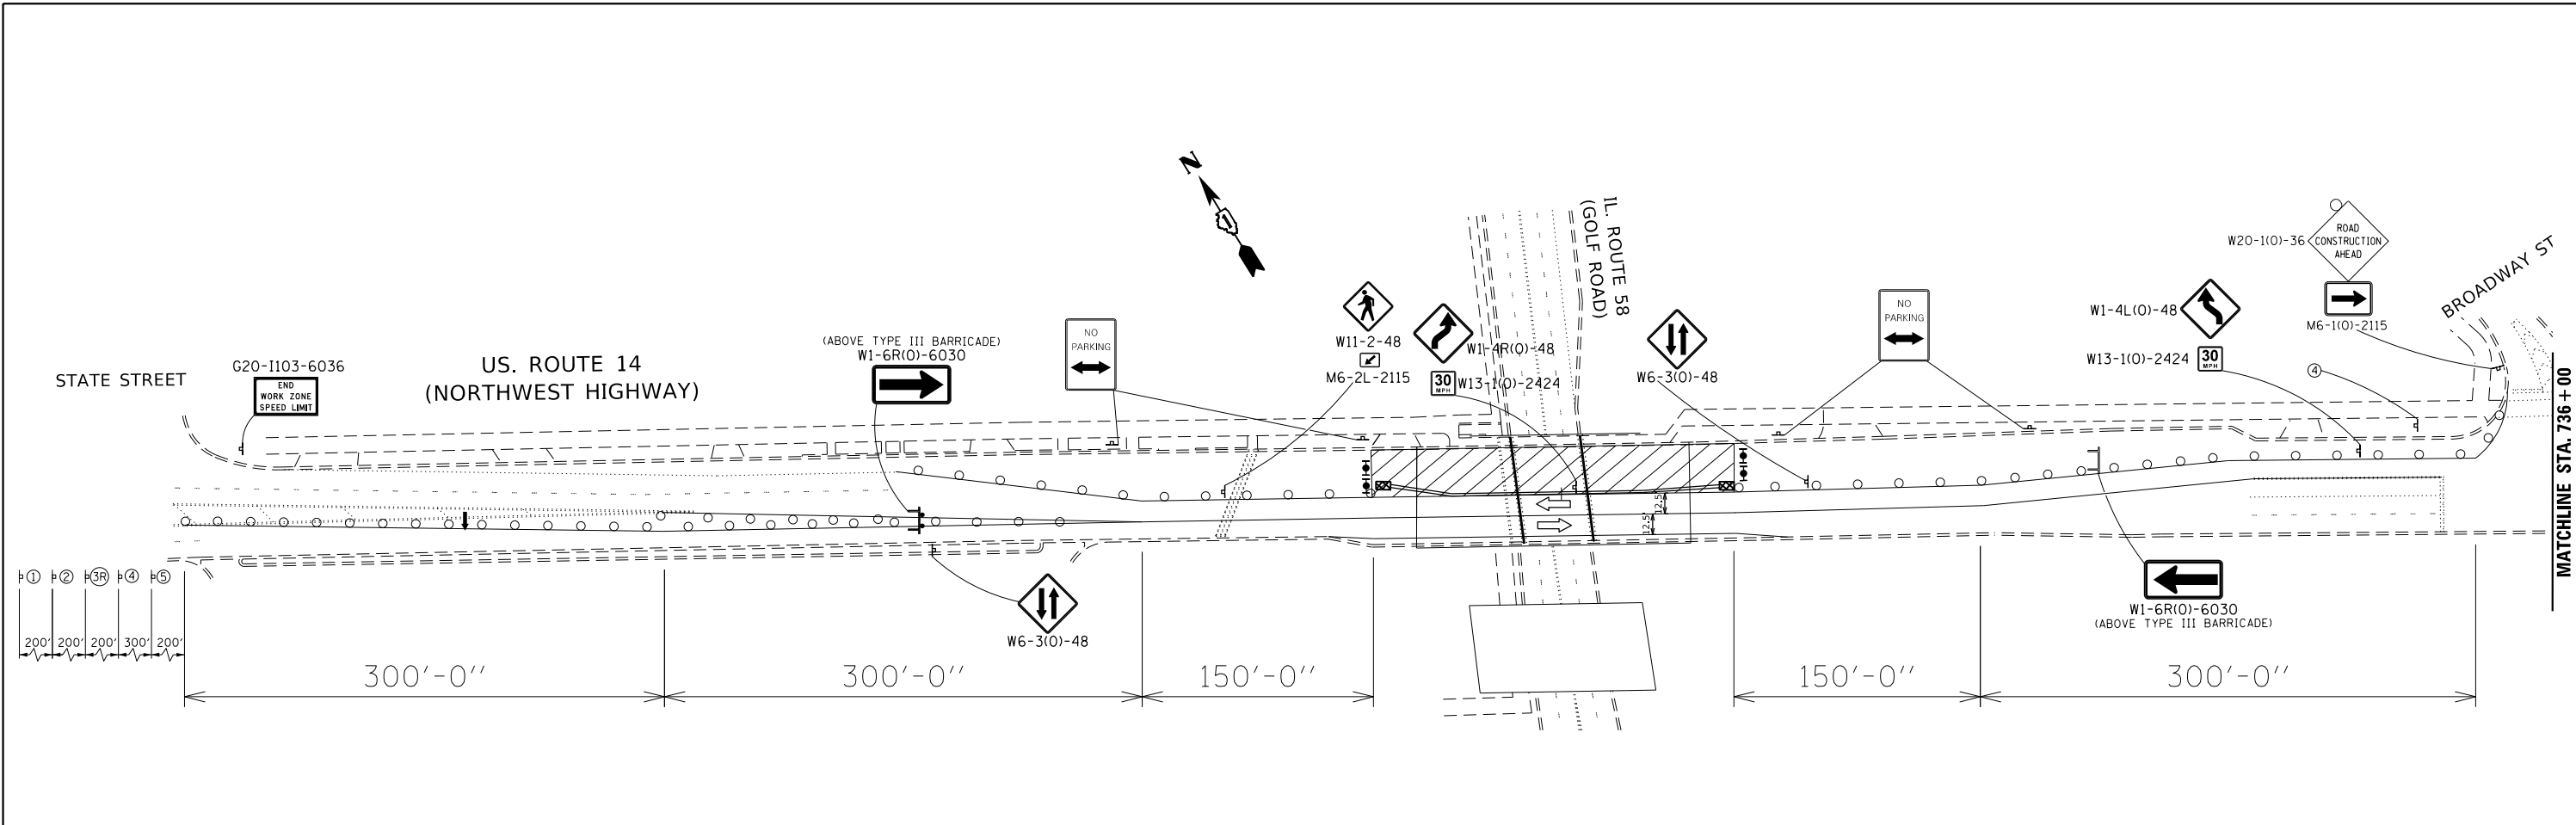 N
IL. ROUTE 58
(GOLF ROAD)
ROAD
CONSTRUCTION
AHEAD
W20-1(O)-36
M6-1(O)-2115
BROADWAY ST
MATCHLINE STA. 736+00
STATE STREET
G20-I103-6036
END
WORK ZONE
SPEED LIMIT
US. ROUTE 14
(NORTHWEST HIGHWAY)
(ABOVE TYPE III BARRICADE)
W1-6R(O)-6030
NO
PARKING
W11-2-48
M6-2L-2115
W1-4R(O)-48
30
MPH
W13-1(O)-2424
W6-3(O)-48
NO
PARKING
W1-4L(O)-48
W13-1(O)-2424
30
MPH
4
12.5'
12.5'
1
2
3R
4
5
200'
200'
200'
300'
200'
W6-3(O)-48
W1-6R(O)-6030
(ABOVE TYPE III BARRICADE)
300'-0"
300'-0"
150'-0"
150'-0"
300'-0"